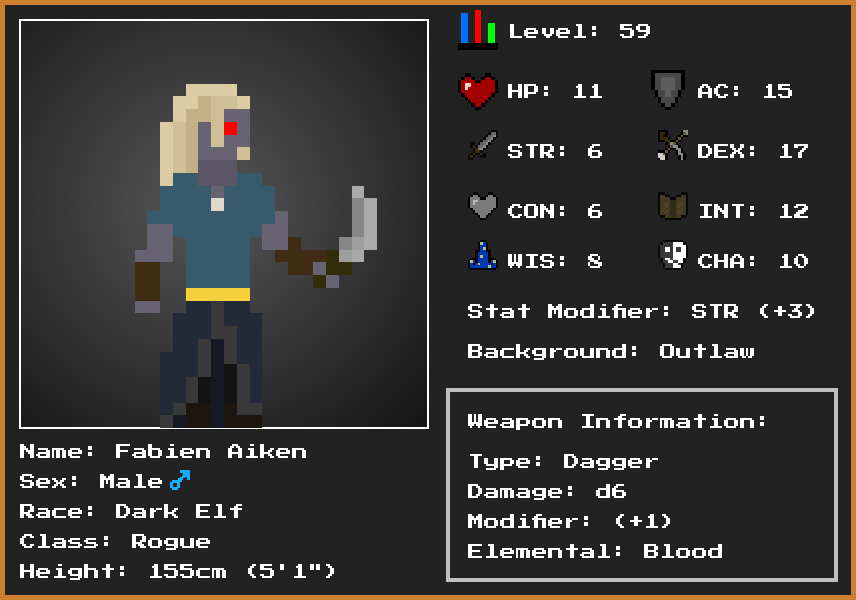 Level: 59
HP: 11 AC: 15
STR: 6 DEX: 17
CON: 6 INT: 12
WIS: 8 CHA: 10
Stat Modifier: STR (+3)
Background: Outlaw
Weapon Information:
Type: Dagger
Damage: d6
Modifier: (+1)
Elemental: Blood
Name: Fabien Aiken
Sex: Male♂
Race: Dark Elf
Class: Rogue
Height: 155cm (5'1")